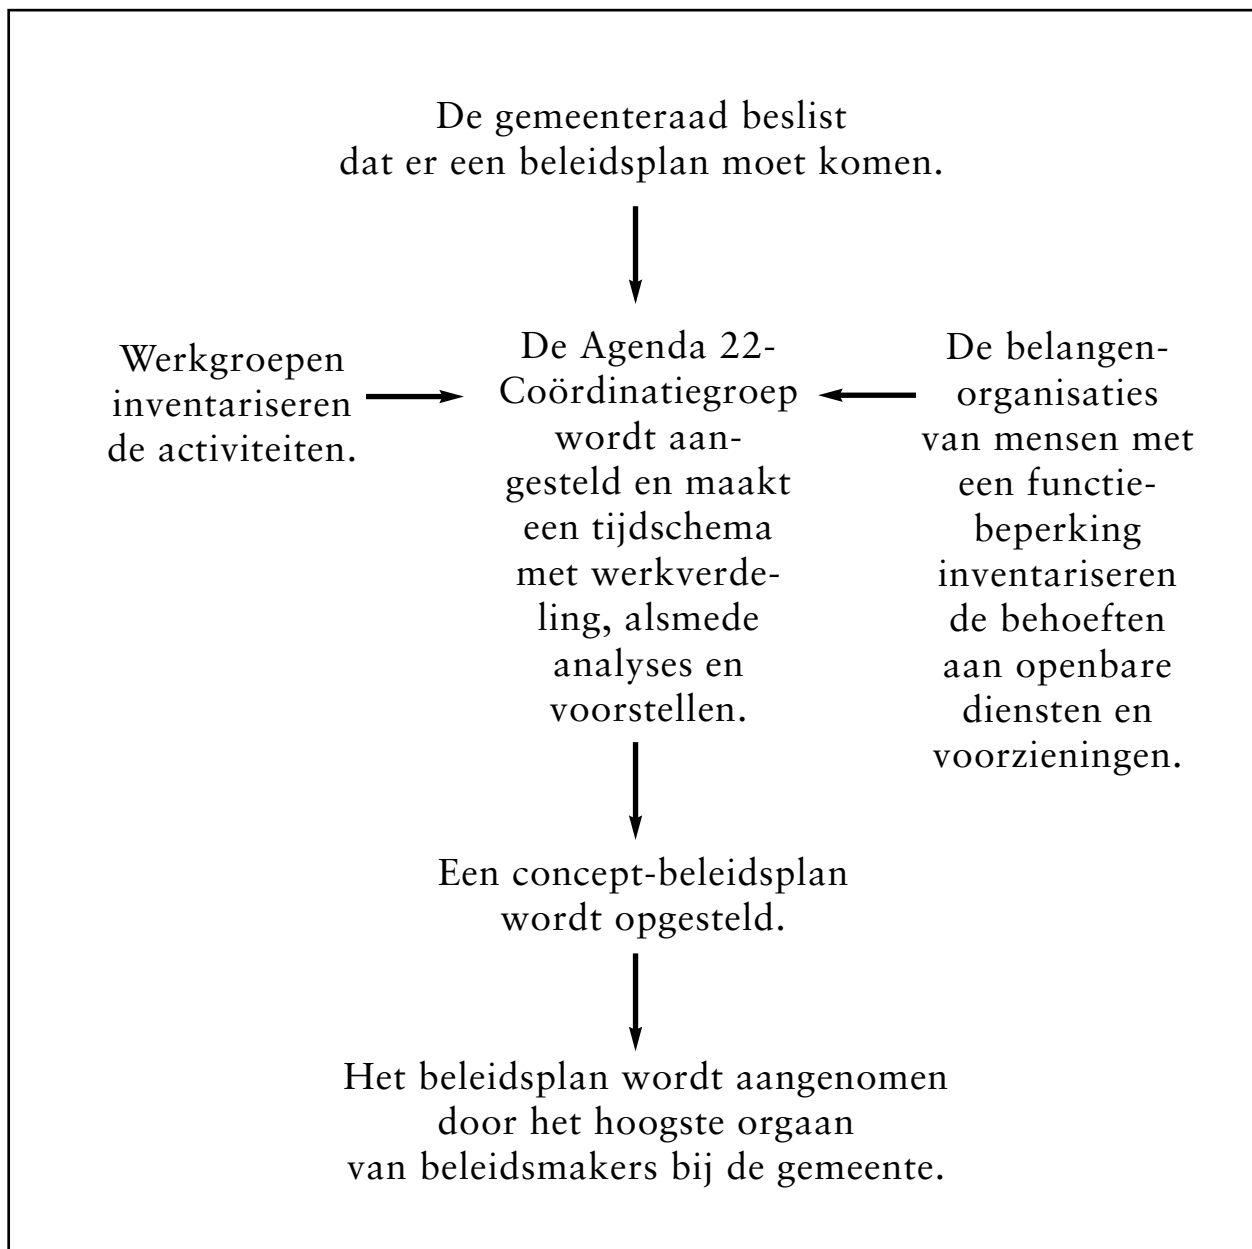 De gemeenteraad beslist
dat er een beleidsplan moet komen.
Werkgroepen
inventariseren
de activiteiten.
De Agenda 22-
Coördinatiegroep
wordt aan-
gesteld en maakt
een tijdschema
met werkverde-
ling, alsmede
analyses en
voorstellen.
De belangen-
organisaties
van mensen met
een functie-
beperking
inventariseren
de behoeften
aan openbare
diensten en
voorzieningen.
Een concept-beleidsplan
wordt opgesteld.
Het beleidsplan wordt aangenomen
door het hoogste orgaan
van beleidsmakers bij de gemeente.